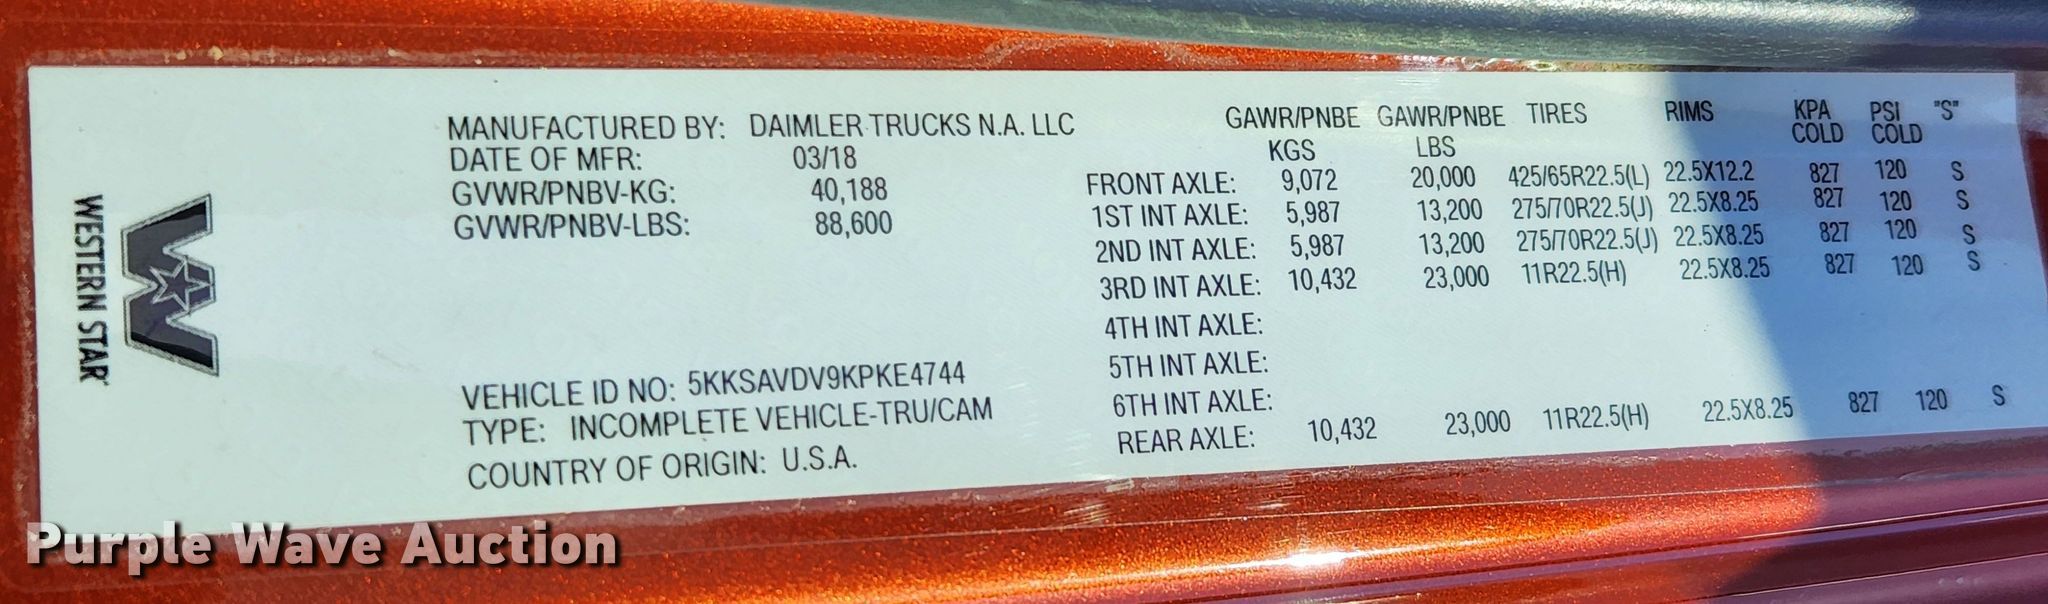 WESTERN STAR
MANUFACTURED BY: DAIMLER TRUCKS N.A. LLC
DATE OF MFR: 03/18
GVWR/PNBV-KG: 40,188
GVWR/PNBV-LBS: 88,600
VEHICLE ID NO: 5KKSAVDV9KPKE4744
TYPE: INCOMPLETE VEHICLE-TRU/CAM
COUNTRY OF ORIGIN: U.S.A.
GAWR/PNBE GAWR/PNBE TIRES RIMS KPA PSI "S"
KGS LBS COLD COLD
FRONT AXLE: 9,072 20,000 425/65R22.5(L) 22.5X12.2 827 120 S
1ST INT AXLE: 5,987 13,200 275/70R22.5(J) 22.5X8.25 827 120 S
2ND INT AXLE: 5,987 13,200 275/70R22.5(J) 22.5X8.25 827 120 S
3RD INT AXLE: 10,432 23,000 11R22.5(H) 22.5X8.25 827 120 S
4TH INT AXLE:
5TH INT AXLE:
6TH INT AXLE:
REAR AXLE: 10,432 23,000 11R22.5(H) 22.5X8.25 827 120 S
Purple Wave Auction